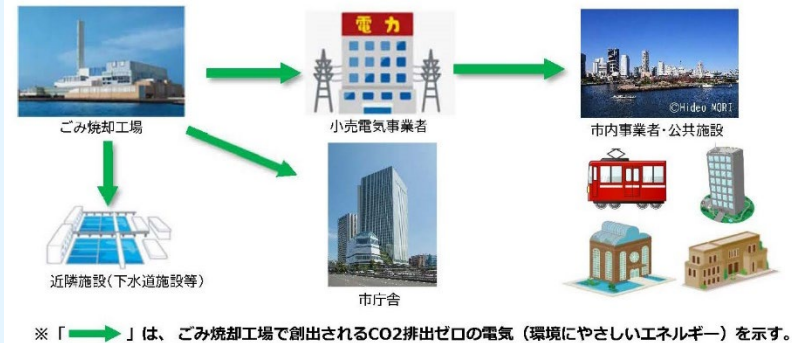 電力
ごみ焼却工場
小売電気事業者
©Hideo MORI
市内事業者・公共施設
近隣施設(下水道施設等)
市庁舎
※「→」は、ごみ焼却工場で創出されるCO2排出ゼロの電気（環境にやさしいエネルギー）を示す。